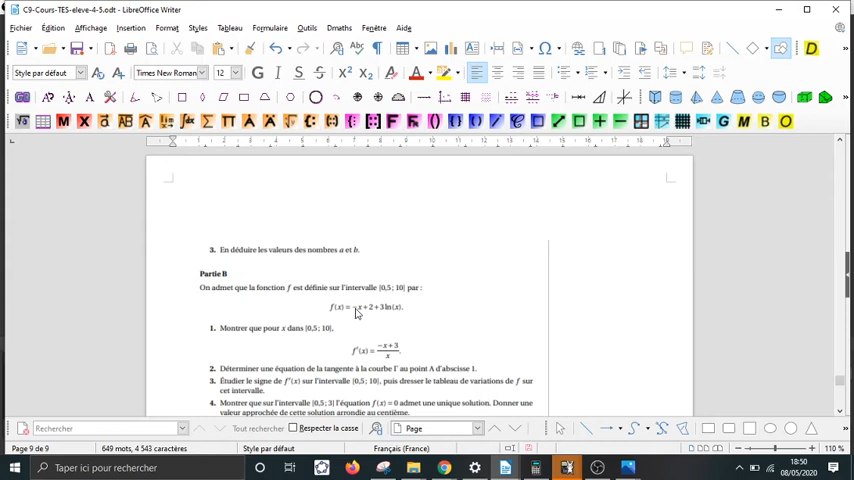 C9-Cours-TES-eleve-4-5.odt - LibreOffice Writer
Fichier Édition Affichage Insertion Format Styles Tableau Formulaire Outils Dmaths Fenêtre Aide
Style par défaut Times New Roman 12 G I S S X² X₂
3. En déduire les valeurs des nombres a et b.
Partie B
On admet que la fonction f est définie sur l'intervalle [0,5 ; 10] par :
f(x) = −x + 2 + 3 ln(x).
1. Montrer que pour x dans [0,5 ; 10],
f′(x) = (−x + 3)/x.
2. Déterminer une équation de la tangente à la courbe Γ au point A d'abscisse 1.
3. Étudier le signe de f′(x) sur l'intervalle [0,5 ; 10], puis dresser le tableau de variations de f sur
cet intervalle.
4. Montrer que sur l'intervalle [0,5 ; 3] l'équation f(x) = 0 admet une unique solution. Donner une
valeur approchée de cette solution arrondie au centième.
Rechercher Tout rechercher Respecter la casse Page
Page 9 de 9 649 mots, 4 543 caractères Style par défaut Français (France) 110 %
Taper ici pour rechercher 18:50
08/05/2020